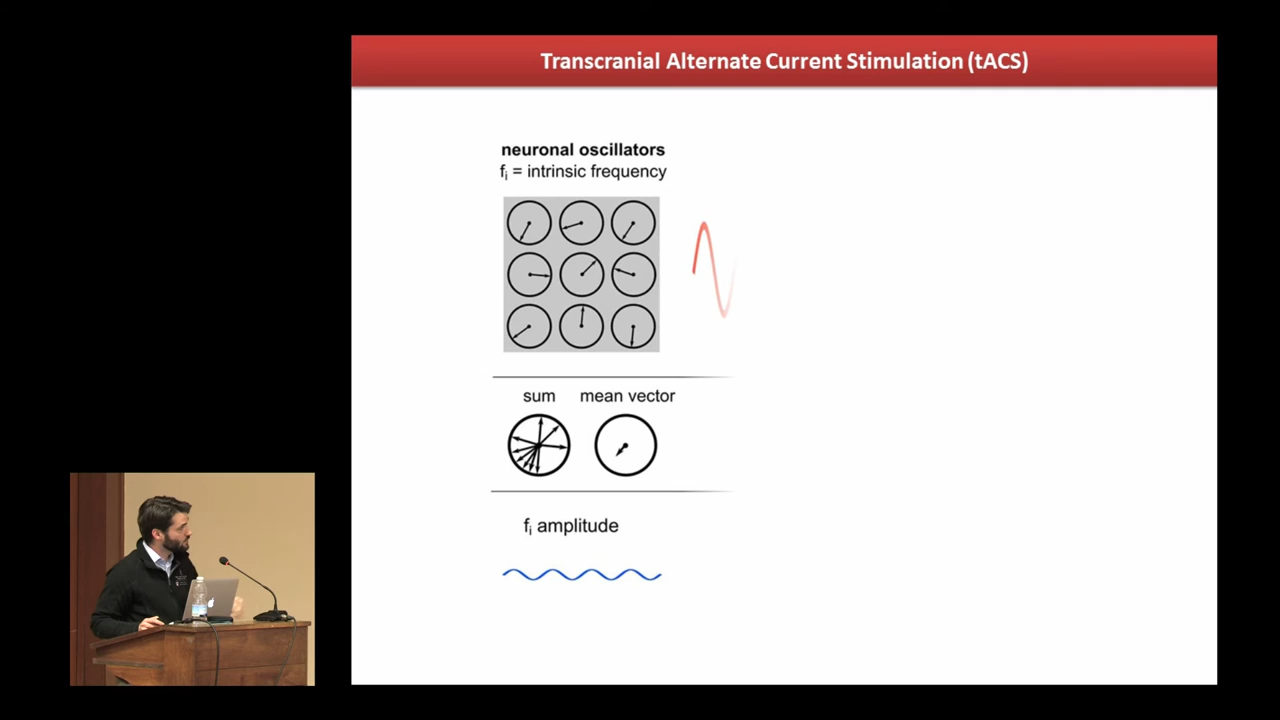 Transcranial Alternate Current Stimulation (tACS)
neuronal oscillators
fi = intrinsic frequency
sum mean vector
fi amplitude